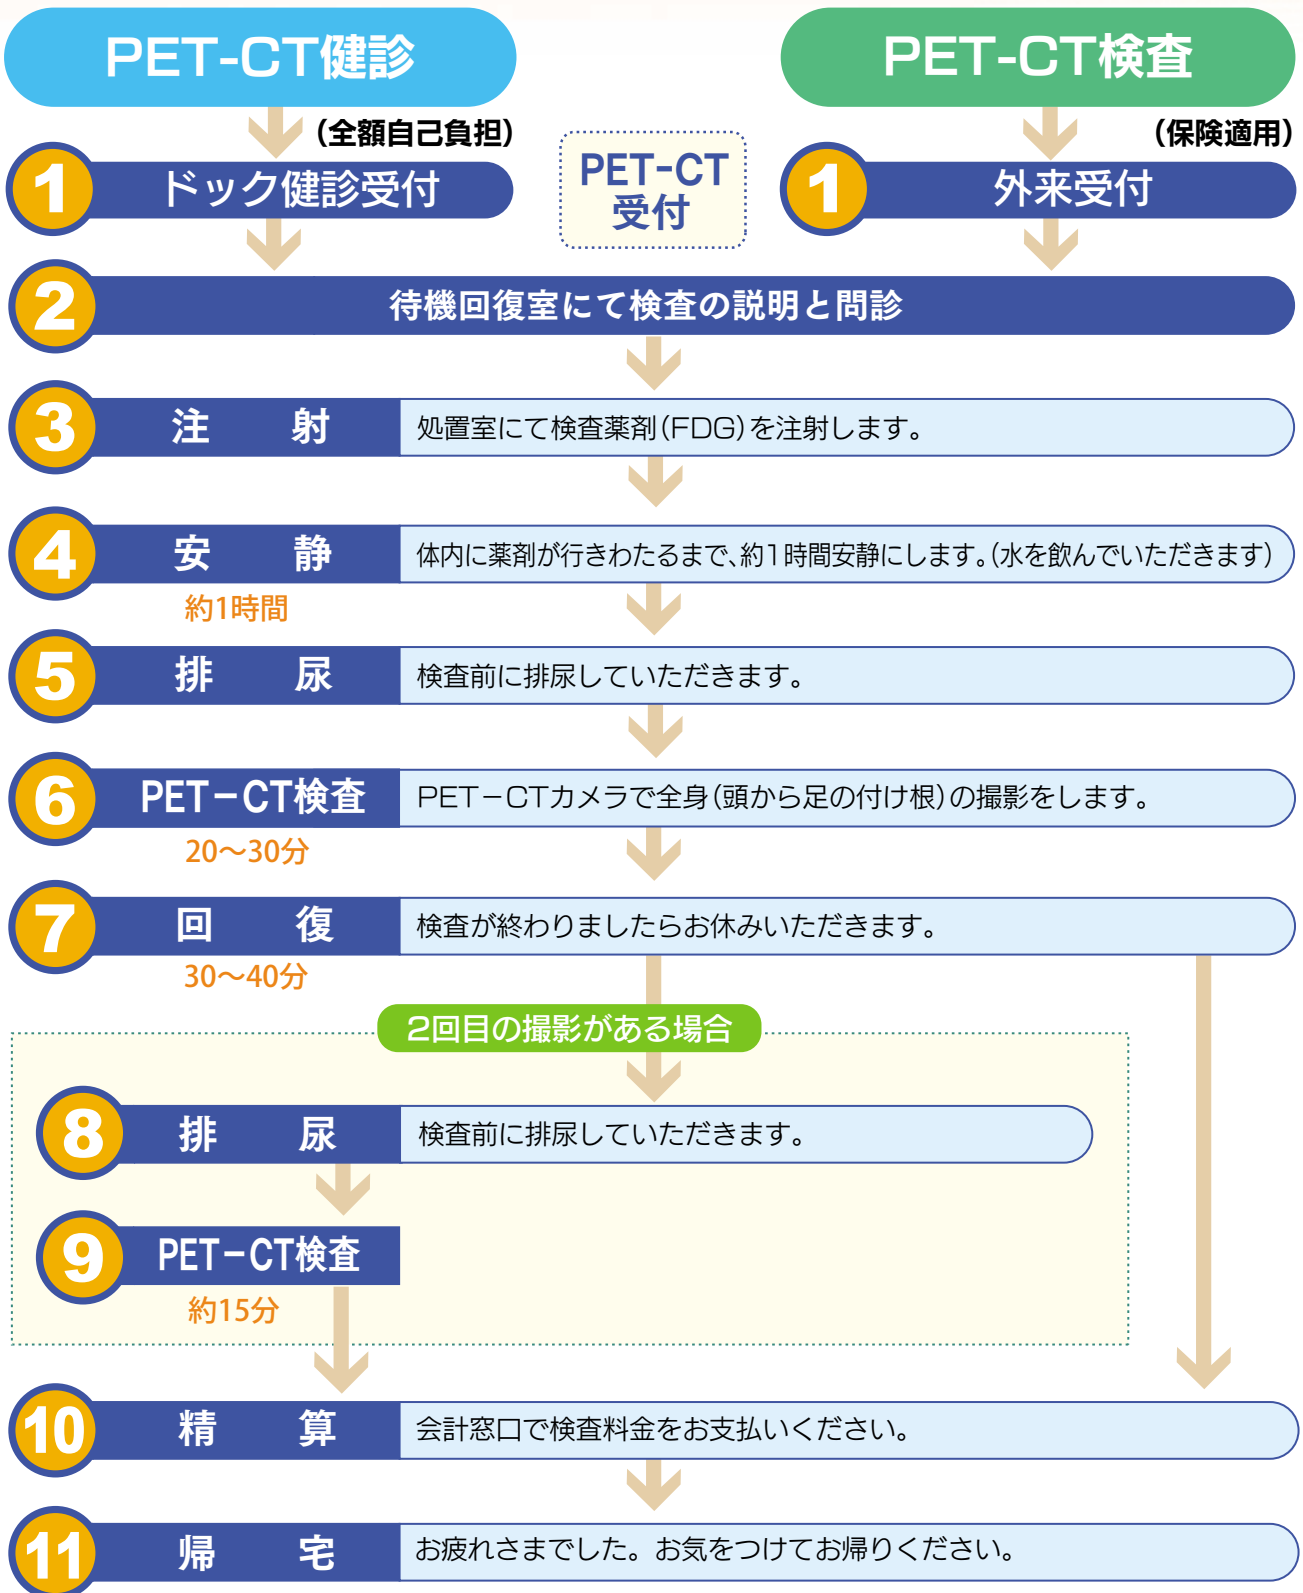 PET-CT健診
PET-CT検査
(全額自己負担)
(保険適用)
1 ドック健診受付
PET-CT
受付
1 外来受付
2 待機回復室にて検査の説明と問診
3 注 射 処置室にて検査薬剤(FDG)を注射します。
4 安 静 体内に薬剤が行きわたるまで、約1時間安静にします。(水を飲んでいただきます)
約1時間
5 排 尿 検査前に排尿していただきます。
6 PET-CT検査 PET-CTカメラで全身(頭から足の付け根)の撮影をします。
20〜30分
7 回 復 検査が終わりましたらお休みいただきます。
30〜40分
2回目の撮影がある場合
8 排 尿 検査前に排尿していただきます。
9 PET-CT検査
約15分
10 精 算 会計窓口で検査料金をお支払いください。
11 帰 宅 お疲れさまでした。お気をつけてお帰りください。